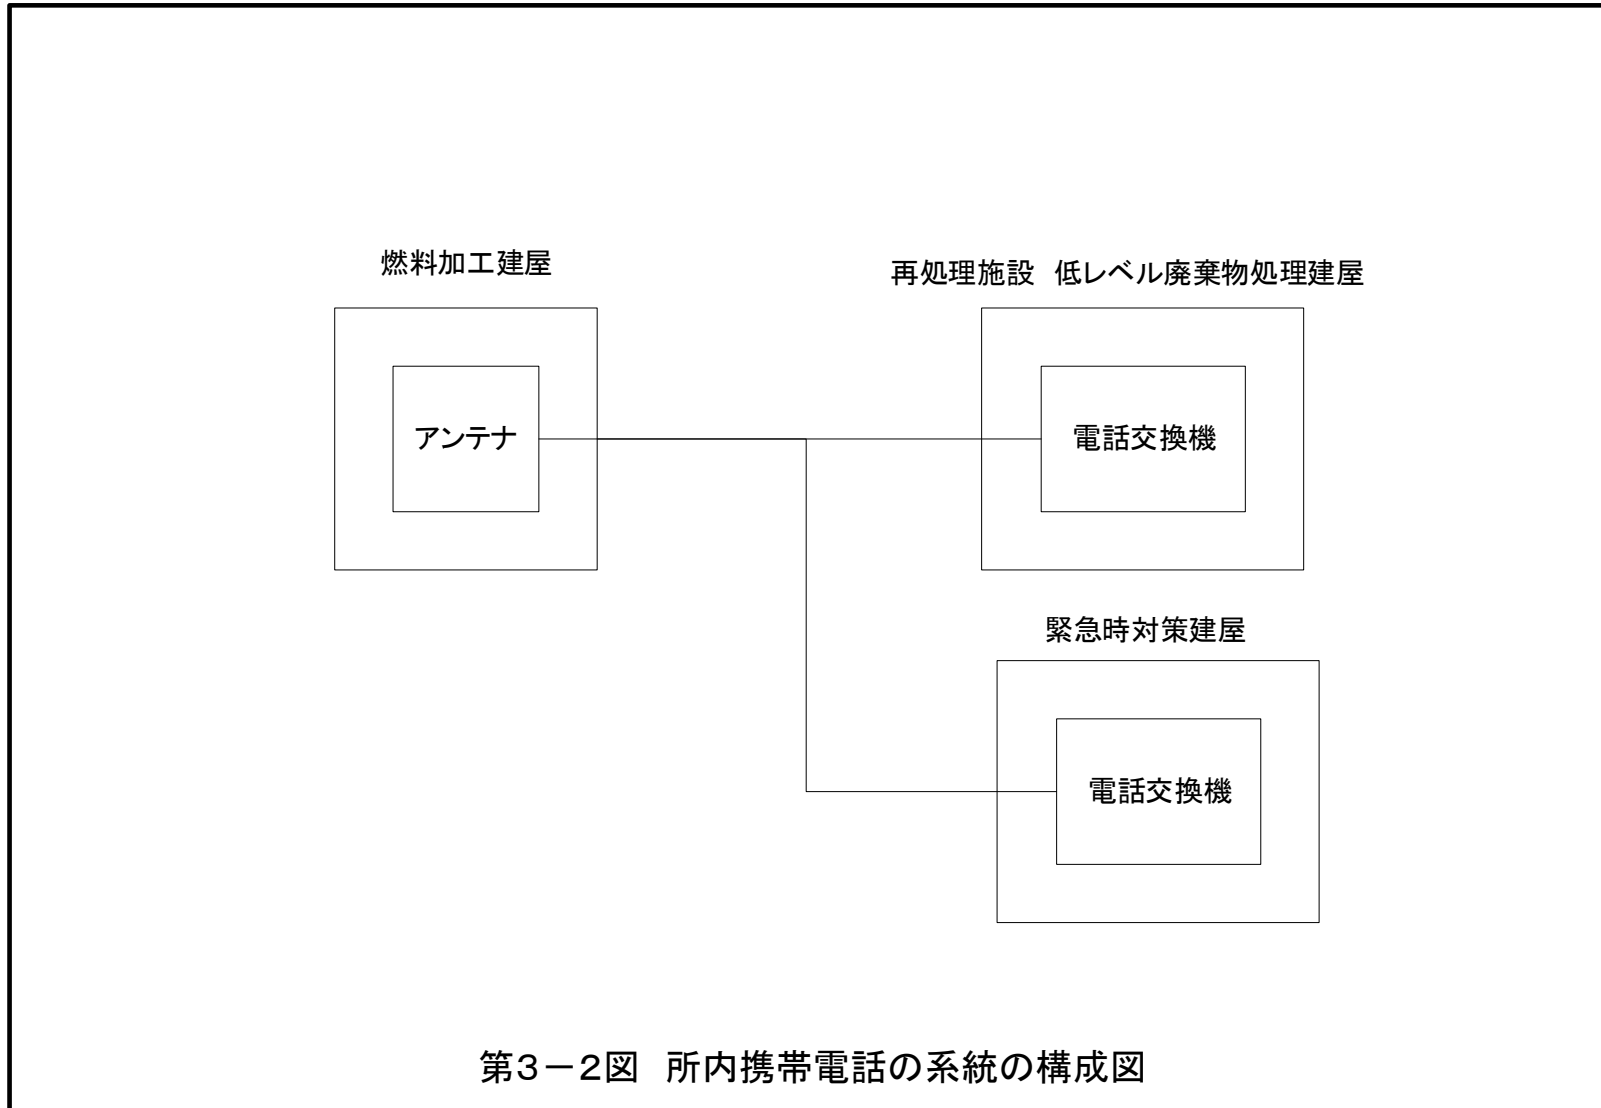 燃料加工建屋
再処理施設　低レベル廃棄物処理建屋
アンテナ
電話交換機
緊急時対策建屋
電話交換機
第3－2図　所内携帯電話の系統の構成図